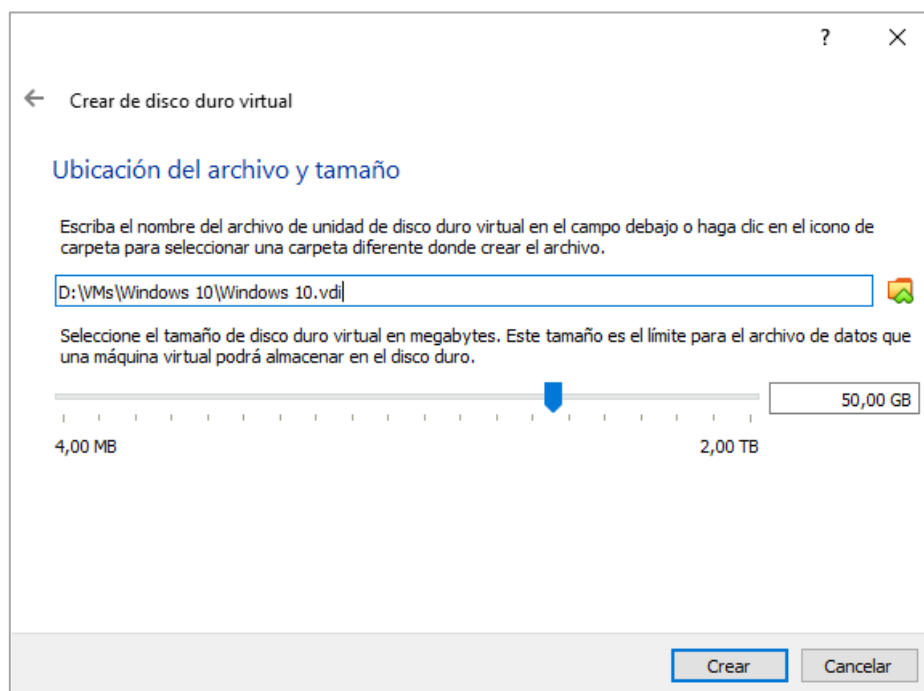 ?
Crear de disco duro virtual
Ubicación del archivo y tamaño
Escriba el nombre del archivo de unidad de disco duro virtual en el campo debajo o haga clic en el icono de
carpeta para seleccionar una carpeta diferente donde crear el archivo.
D:\VMs\Windows 10\Windows 10.vdi
Seleccione el tamaño de disco duro virtual en megabytes. Este tamaño es el límite para el archivo de datos que
una máquina virtual podrá almacenar en el disco duro.
50,00 GB
4,00 MB 2,00 TB
Crear Cancelar